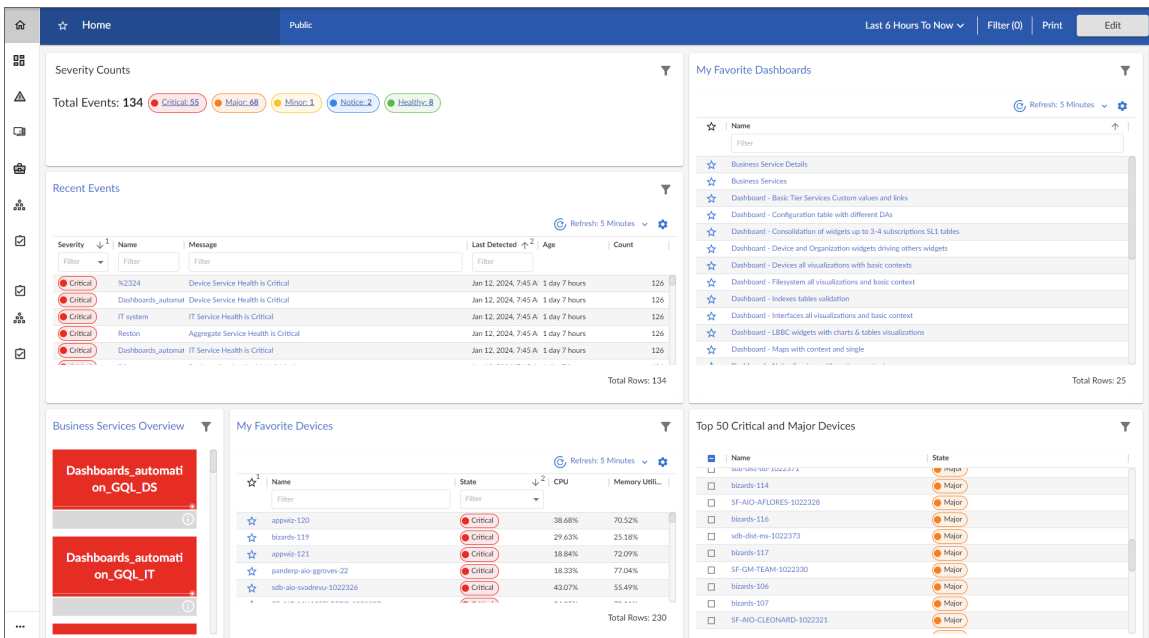 Home
Public
Last 6 Hours To Now
Filter (0)
Print
Edit
Severity Counts
Total Events: 134
Critical: 55
Major: 68
Minor: 1
Notice: 2
Healthy: 8
My Favorite Dashboards
Refresh: 5 Minutes
Name
Filter
Business Service Details
Business Services
Dashboard - Basic Tier Services Custom values and links
Dashboard - Configuration table with different DAs
Dashboard - Consolidation of widgets up to 3-4 subscriptions SL1 tables
Dashboard - Device and Organization widgets driving others widgets
Dashboard - Devices all visualizations with basic contexts
Dashboard - Filesystem all visualizations and basic context
Dashboard - Indexes tables validation
Dashboard - Interfaces all visualizations and basic context
Dashboard - LBBC widgets with charts & tables visualizations
Dashboard - Maps with context and single
Total Rows: 25
Recent Events
Refresh: 5 Minutes
Severity 1 Name Message Last Detected 2 Age Count
Filter Filter Filter Filter
Critical %2324 Device Service Health is Critical Jan 12, 2024, 7:45 A 1 day 7 hours 126
Critical Dashboards_automat Device Service Health is Critical Jan 12, 2024, 7:45 A 1 day 7 hours 126
Critical IT system IT Service Health is Critical Jan 12, 2024, 7:45 A 1 day 7 hours 126
Critical Reston Aggregate Service Health is Critical Jan 12, 2024, 7:45 A 1 day 7 hours 126
Critical Dashboards_automat IT Service Health is Critical Jan 12, 2024, 7:45 A 1 day 7 hours 126
Total Rows: 134
Business Services Overview
Dashboards_automati
on_GQL_DS
Dashboards_automati
on_GQL_IT
My Favorite Devices
Refresh: 5 Minutes
1 Name State 2 CPU Memory Utili...
Filter Filter
appwiz-120 Critical 38.68% 70.52%
bizards-119 Critical 29.63% 25.18%
appwiz-121 Critical 18.84% 72.09%
panderp-aio-ggroves-22 Critical 18.33% 77.04%
sdb-aio-svadrevu-1022326 Critical 43.07% 55.49%
Total Rows: 230
Top 50 Critical and Major Devices
Name State
sdb-dist-db-1022371 Major
bizards-114 Major
SF-AIO-AFLORES-1022328 Major
bizards-116 Major
sdb-dist-ms-1022373 Major
bizards-117 Major
SF-GM-TEAM-1022330 Major
bizards-106 Major
bizards-107 Major
SF-AIO-CLEONARD-1022321 Major